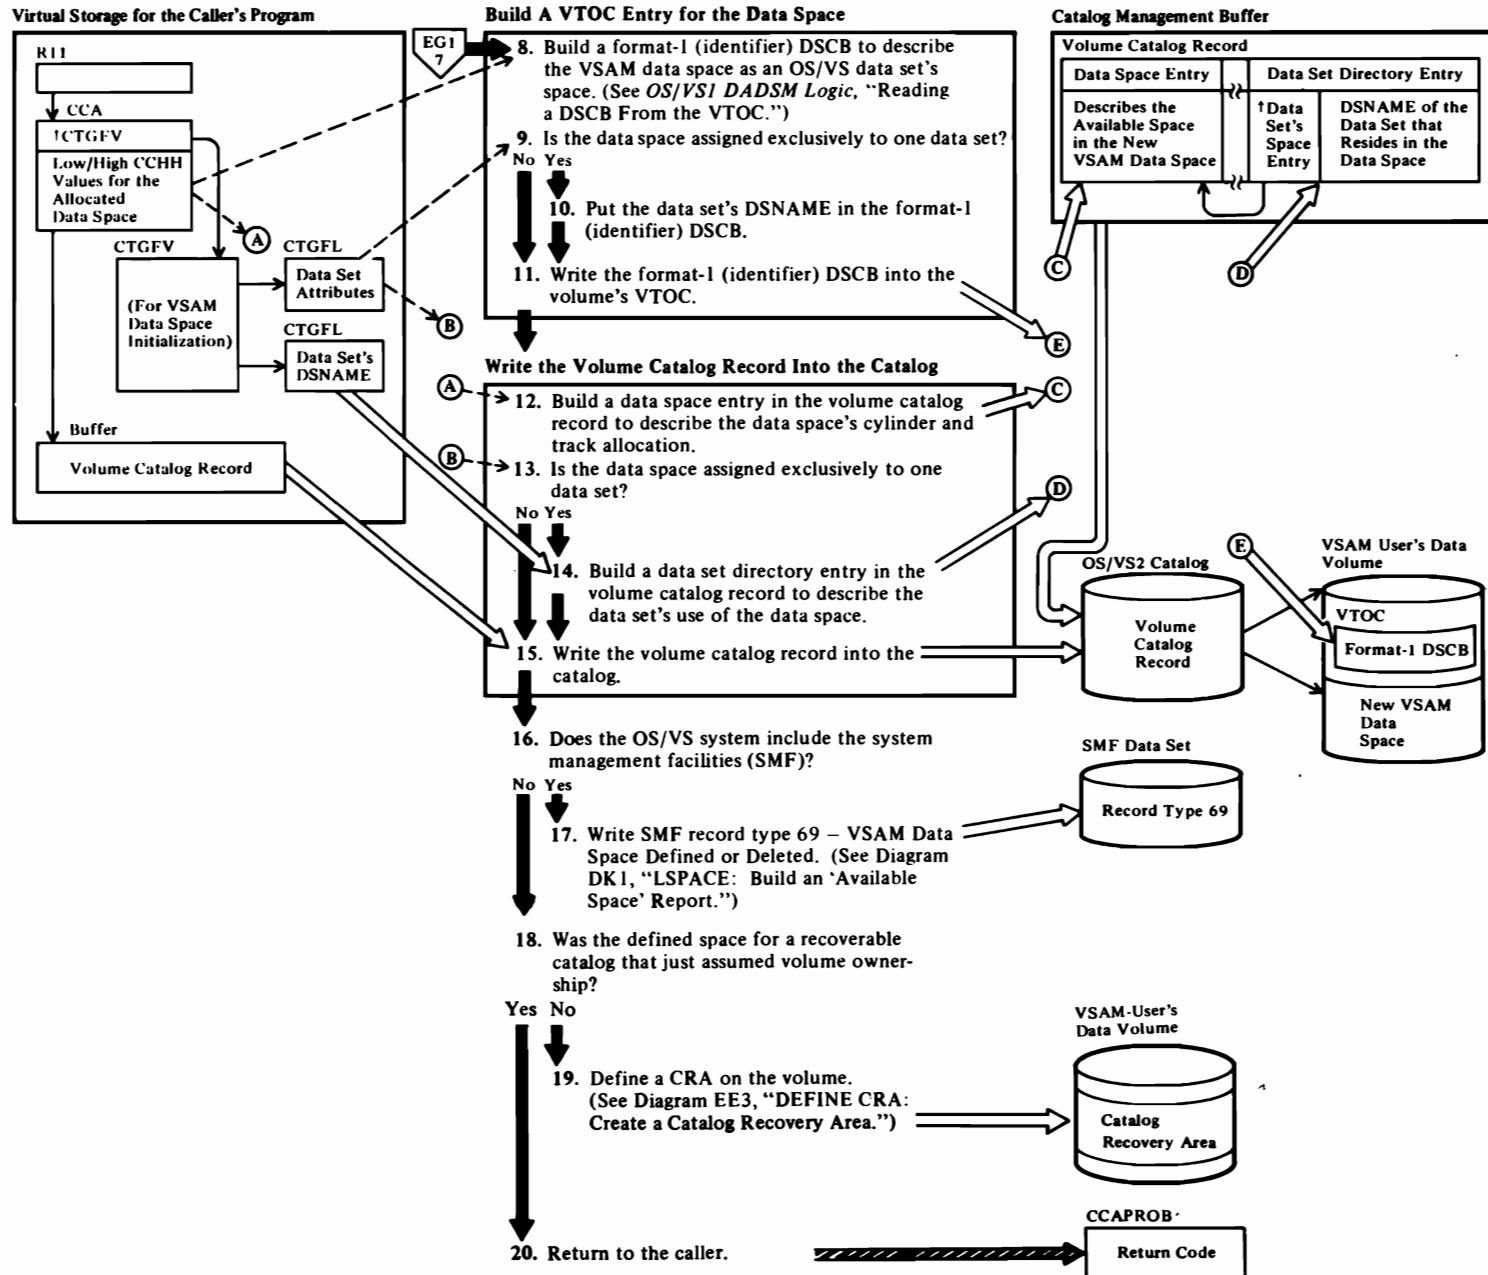 Virtual Storage for the Caller's Program
R11
CCA
↑CTGFV
Low/High CCHH
Values for the
Allocated
Data Space
A
CTGFV
(For VSAM
Data Space
Initialization)
CTGFL
Data Set
Attributes
B
CTGFL
Data Set's
DSNAME
Buffer
Volume Catalog Record
EG1
7
Build A VTOC Entry for the Data Space
8. Build a format-1 (identifier) DSCB to describe
the VSAM data space as an OS/VS data set's
space. (See OS/VS1 DADSM Logic, “Reading
a DSCB From the VTOC.”)
9. Is the data space assigned exclusively to one data set?
No Yes
10. Put the data set's DSNAME in the format-1
(identifier) DSCB.
11. Write the format-1 (identifier) DSCB into the
volume's VTOC.
E
Write the Volume Catalog Record Into the Catalog
A
12. Build a data space entry in the volume catalog
record to describe the data space's cylinder and
track allocation.
C
B
13. Is the data space assigned exclusively to one
data set?
No Yes
D
14. Build a data set directory entry in the
volume catalog record to describe the
data set's use of the data space.
15. Write the volume catalog record into the
catalog.
16. Does the OS/VS system include the system
management facilities (SMF)?
No Yes
17. Write SMF record type 69 – VSAM Data
Space Defined or Deleted. (See Diagram
DK1, “LSPACE: Build an ‘Available
Space’ Report.”)
18. Was the defined space for a recoverable
catalog that just assumed volume owner-
ship?
Yes No
19. Define a CRA on the volume.
(See Diagram EE3, “DEFINE CRA:
Create a Catalog Recovery Area.”)
20. Return to the caller.
Catalog Management Buffer
Volume Catalog Record
Data Space Entry
Data Set Directory Entry
Describes the
Available Space
in the New
VSAM Data Space
↑Data
Set's
Space
Entry
DSNAME of the
Data Set that
Resides in the
Data Space
C
D
E
OS/VS2 Catalog
Volume
Catalog
Record
VSAM User's Data
Volume
VTOC
Format-1 DSCB
New VSAM
Data
Space
SMF Data Set
Record Type 69
VSAM-User's
Data Volume
Catalog
Recovery Area
CCAPROB
Return Code